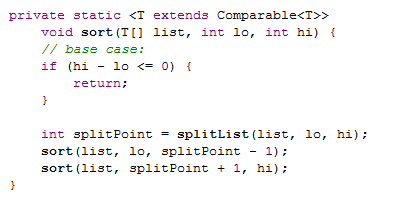 private static <T extends Comparable<T>>
    void sort(T[] list, int lo, int hi) {
    // base case:
    if (hi - lo <= 0) {
        return;
    }

    int splitPoint = splitList(list, lo, hi);
    sort(list, lo, splitPoint - 1);
    sort(list, splitPoint + 1, hi);
}